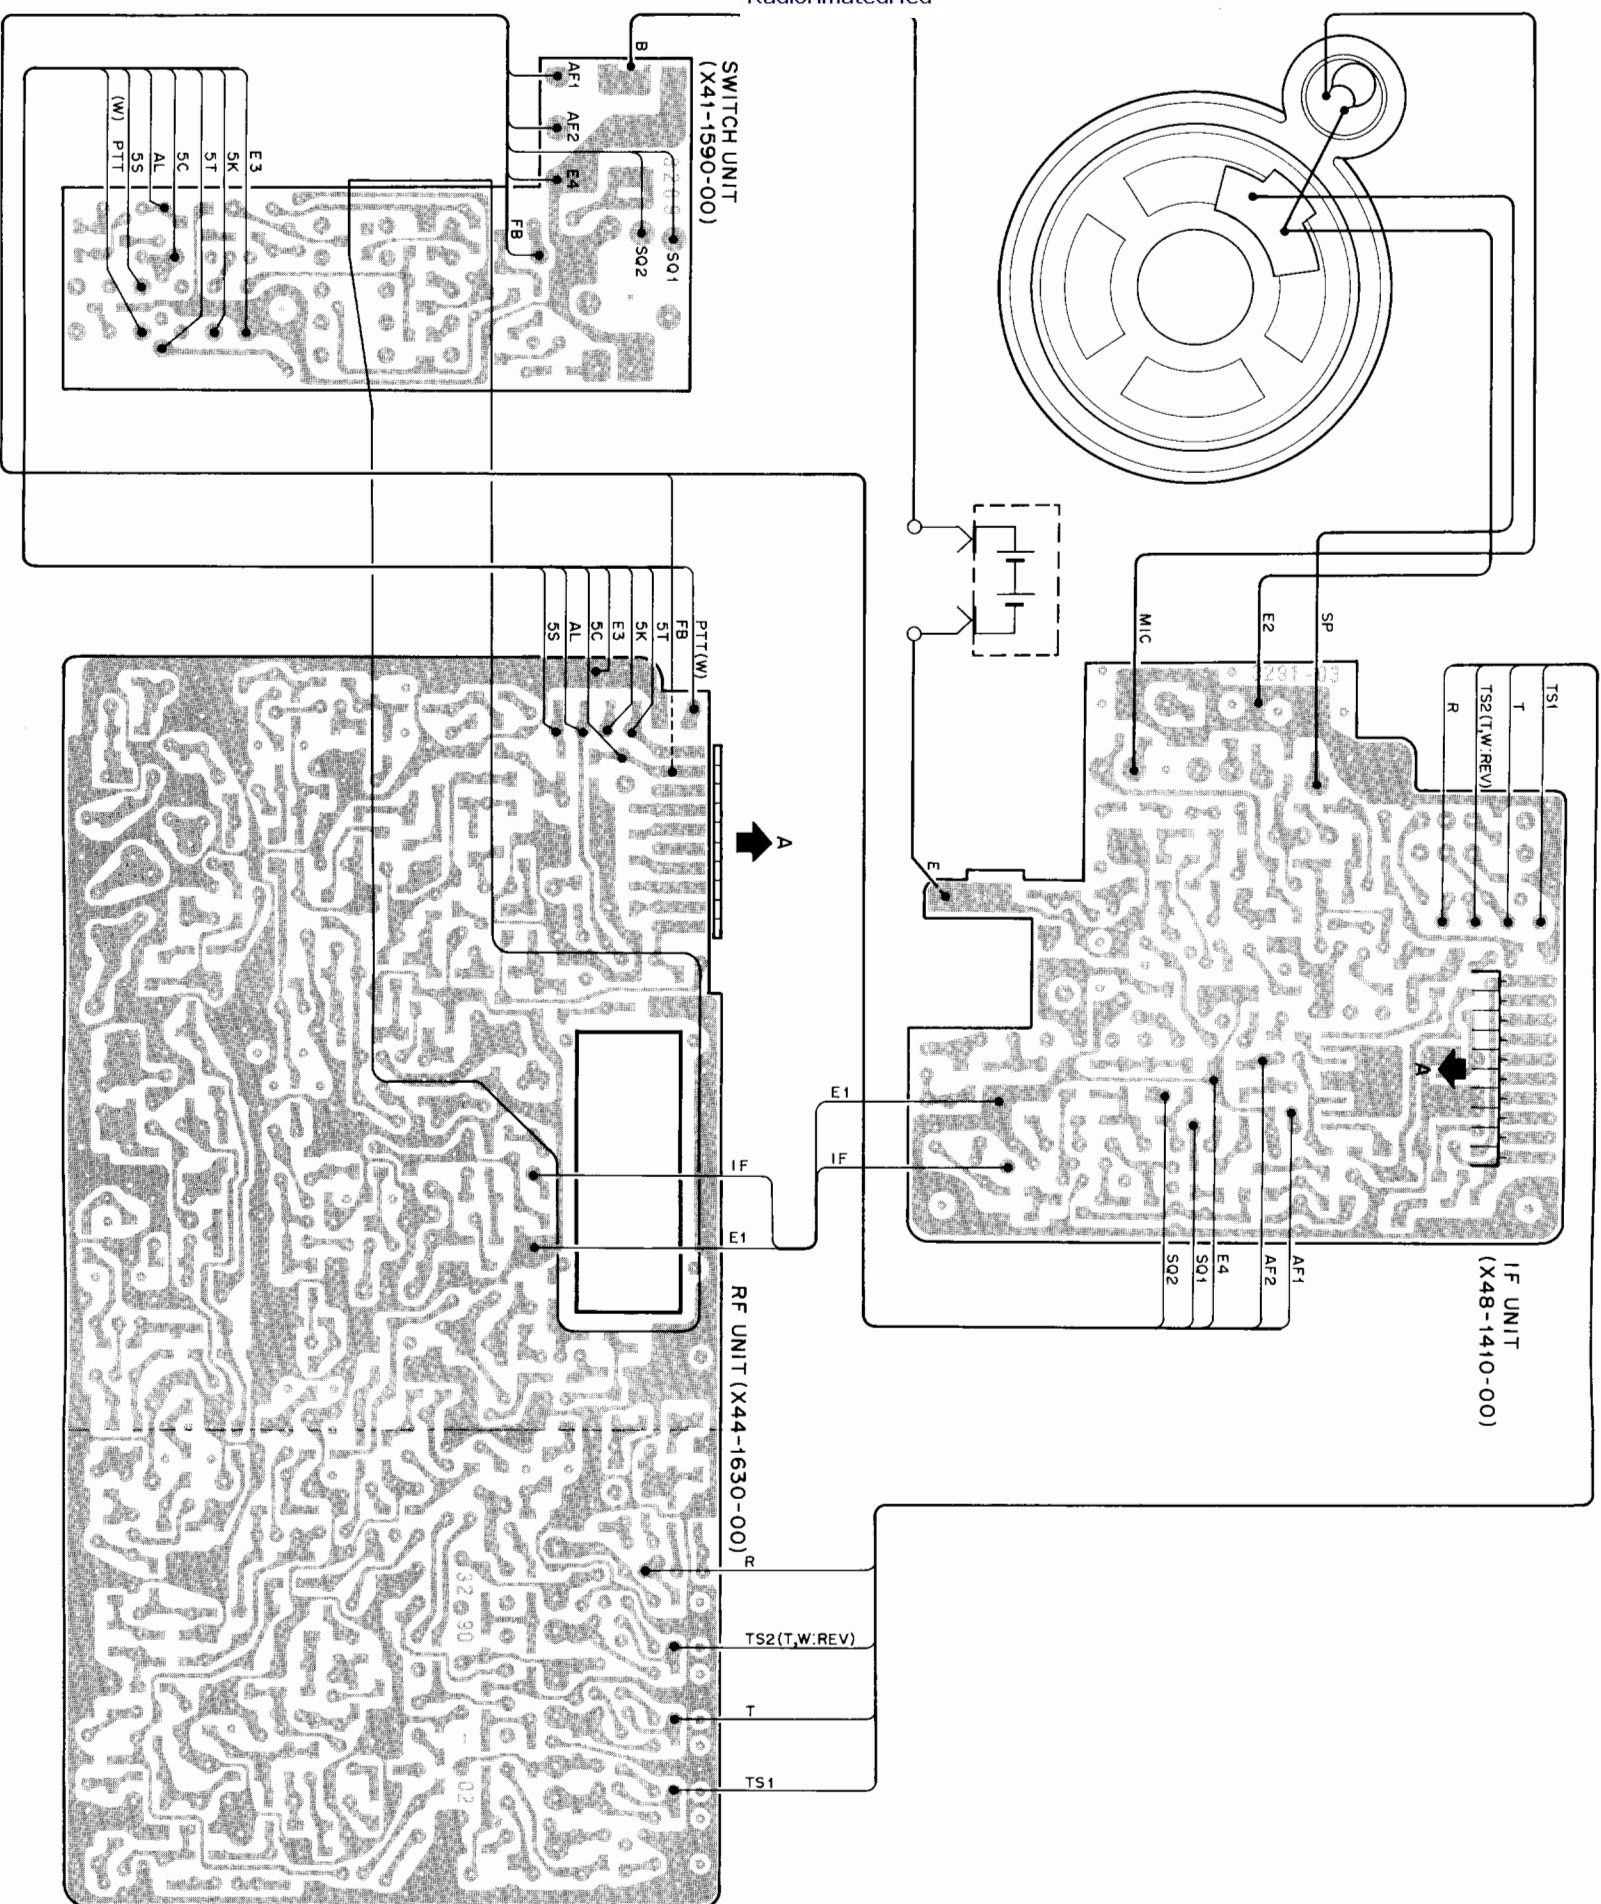 SWITCH UNIT
(X41-1590-00)
B
AF1
AF2
E4
FB
SQ2
SQ1
(W) PTT
5S
AL
5C
5T
5K
E3
MIC
E2
SP
R
TS2(T,W:REV)
T
TS1
5S
AL
5C
E3
5K
5T
FB
PTT(W)
A
E
A
E1
IF
IF
E1
SQ2
SQ1
E4
AF2
AF1
IF UNIT
(X48-1410-00)
RF UNIT (X44-1630-00)
R
TS2(T,W:REV)
T
TS1